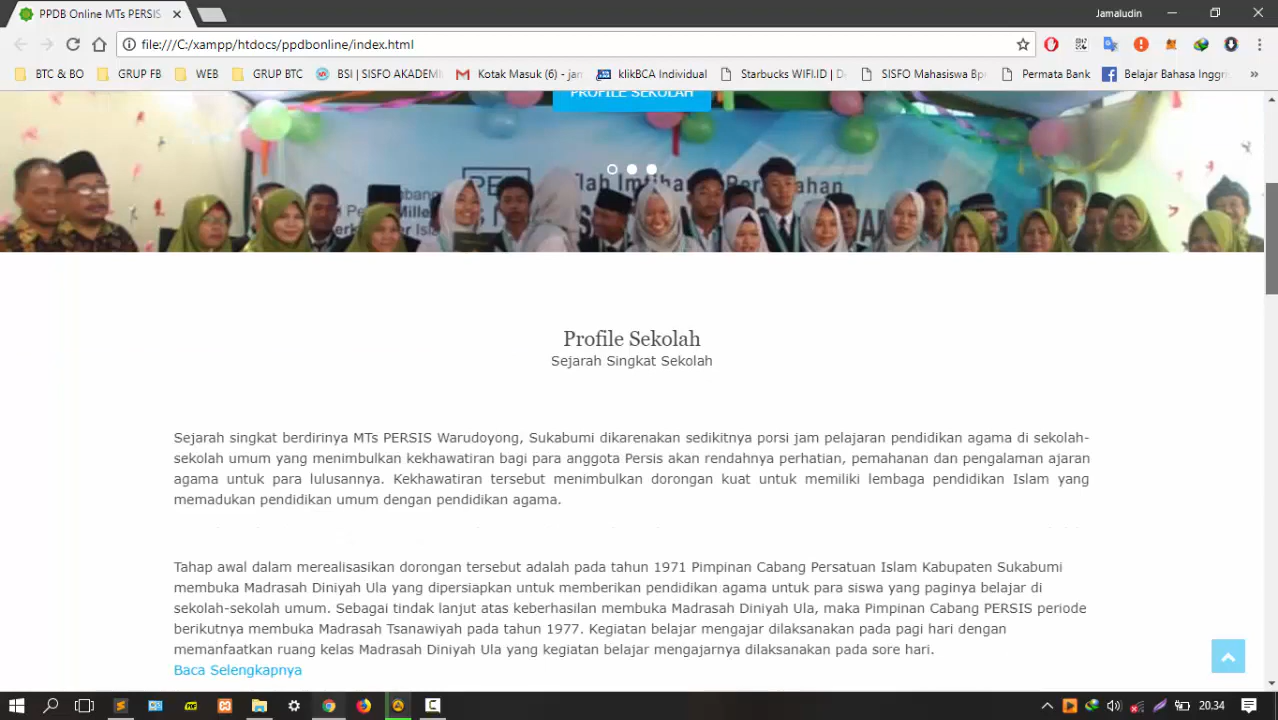 PPDB Online MTs PERSIS
Jamaludin
file:///C:/xampp/htdocs/ppdbonline/index.html
BTC & BO
GRUP FB
WEB
GRUP BTC
BSI | SISFO AKADEMI
Kotak Masuk (6) - jam
klikBCA Individual
Starbucks WIFI.ID | D
SISFO Mahasiswa Bp
Permata Bank
Belajar Bahasa Inggri
»
PROFILE SEKOLAH
Profile Sekolah
Sejarah Singkat Sekolah
Sejarah singkat berdirinya MTs PERSIS Warudoyong, Sukabumi dikarenakan sedikitnya porsi jam pelajaran pendidikan agama di sekolah-
sekolah umum yang menimbulkan kekhawatiran bagi para anggota Persis akan rendahnya perhatian, pemahanan dan pengalaman ajaran
agama untuk para lulusannya. Kekhawatiran tersebut menimbulkan dorongan kuat untuk memiliki lembaga pendidikan Islam yang
memadukan pendidikan umum dengan pendidikan agama.
Tahap awal dalam merealisasikan dorongan tersebut adalah pada tahun 1971 Pimpinan Cabang Persatuan Islam Kabupaten Sukabumi
membuka Madrasah Diniyah Ula yang dipersiapkan untuk memberikan pendidikan agama untuk para siswa yang paginya belajar di
sekolah-sekolah umum. Sebagai tindak lanjut atas keberhasilan membuka Madrasah Diniyah Ula, maka Pimpinan Cabang PERSIS periode
berikutnya membuka Madrasah Tsanawiyah pada tahun 1977. Kegiatan belajar mengajar dilaksanakan pada pagi hari dengan
memanfaatkan ruang kelas Madrasah Diniyah Ula yang kegiatan belajar mengajarnya dilaksanakan pada sore hari.
Baca Selengkapnya
20.34